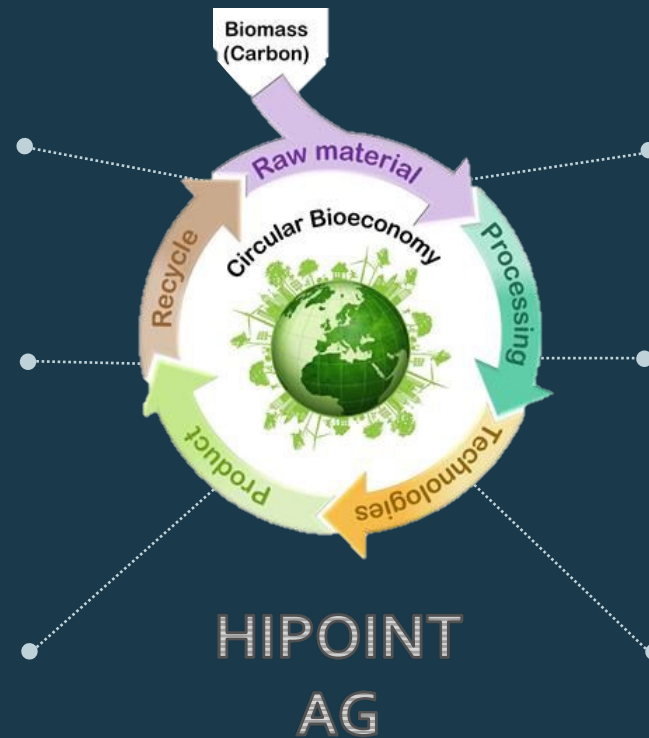 Biomass
(Carbon)
Raw material
Circular Bioeconomy
Processing
Technologies
Product
Recycle
HIPOINT
AG